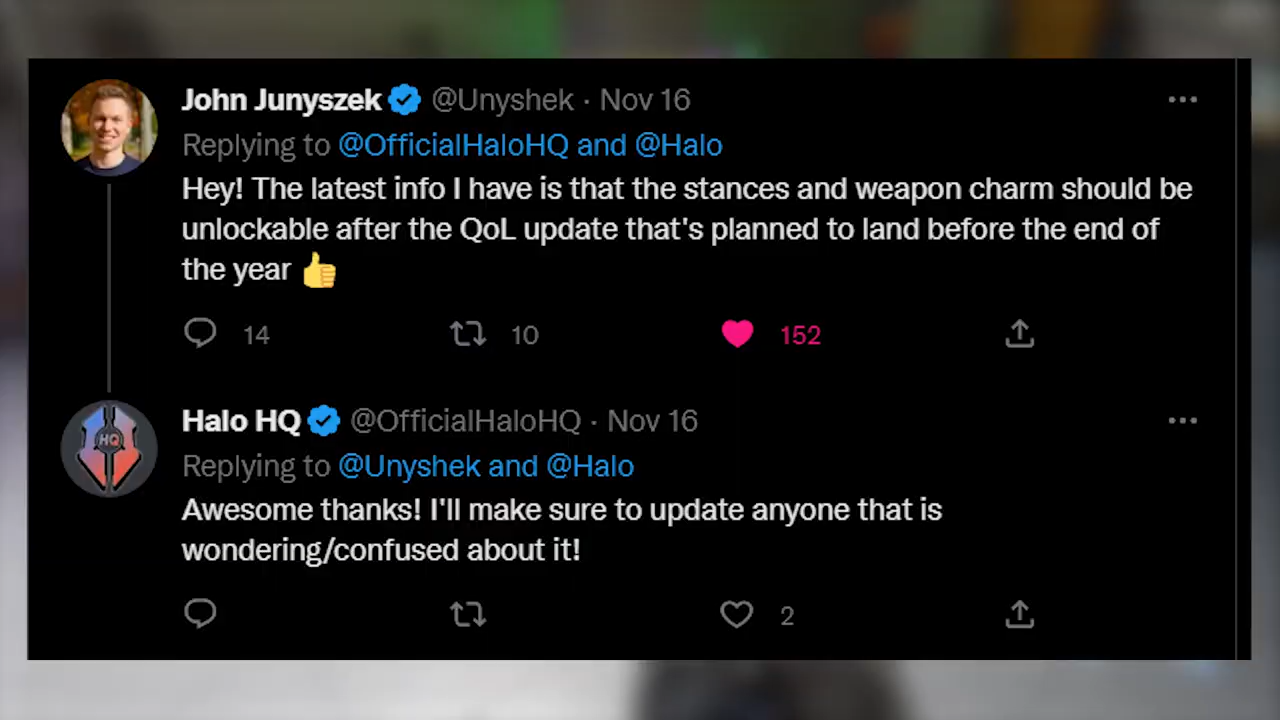 John Junyszek @Unyshek · Nov 16
Replying to @OfficialHaloHQ and @Halo
Hey! The latest info I have is that the stances and weapon charm should be
unlockable after the QoL update that's planned to land before the end of
the year 👍
14 10 152
HQ
Halo HQ @OfficialHaloHQ · Nov 16
Replying to @Unyshek and @Halo
Awesome thanks! I'll make sure to update anyone that is
wondering/confused about it!
2